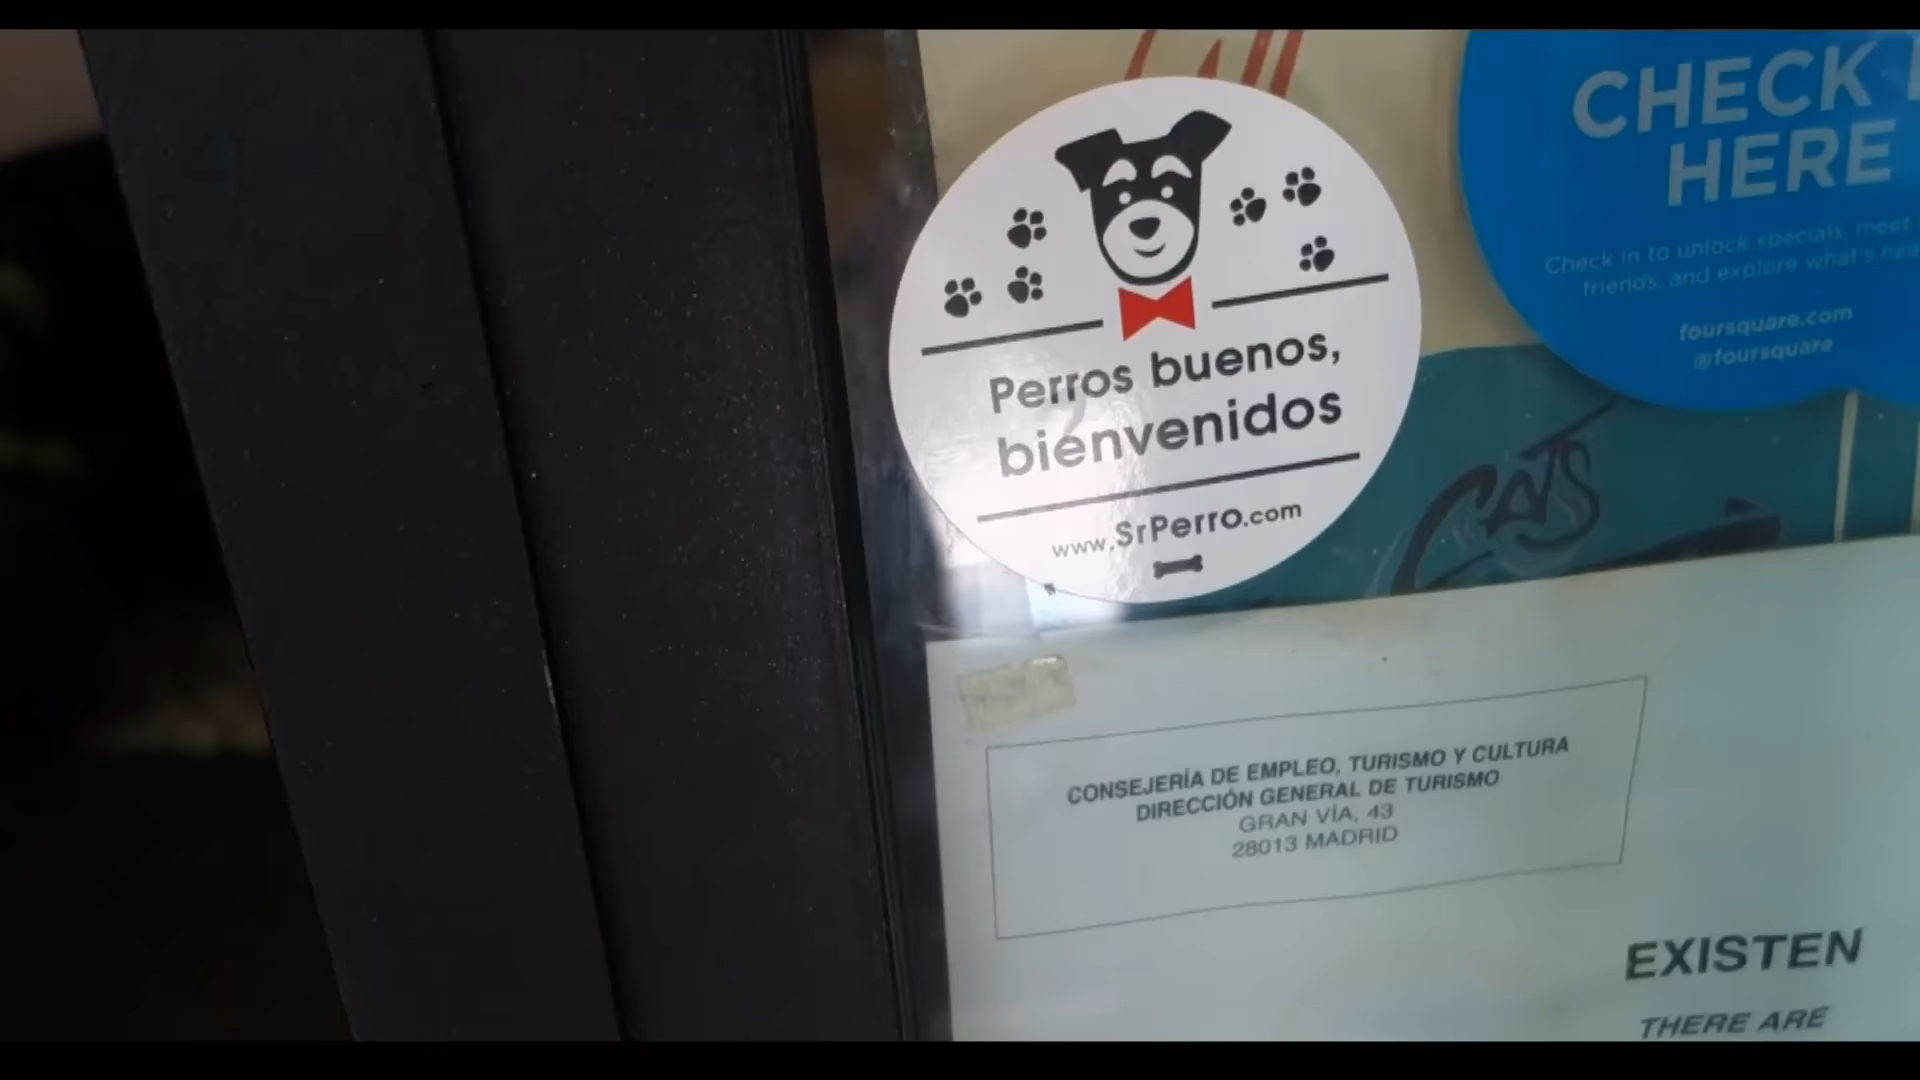 Perros buenos,
bienvenidos
www.SrPerro.com
CHECK
HERE
Check in to unlock specials, meet
friends, and explore what's
foursquare.com
@foursquare
CATS
CONSEJERÍA DE EMPLEO, TURISMO Y CULTURA
DIRECCIÓN GENERAL DE TURISMO
GRAN VÍA, 43
28013 MADRID
EXISTEN
THERE ARE